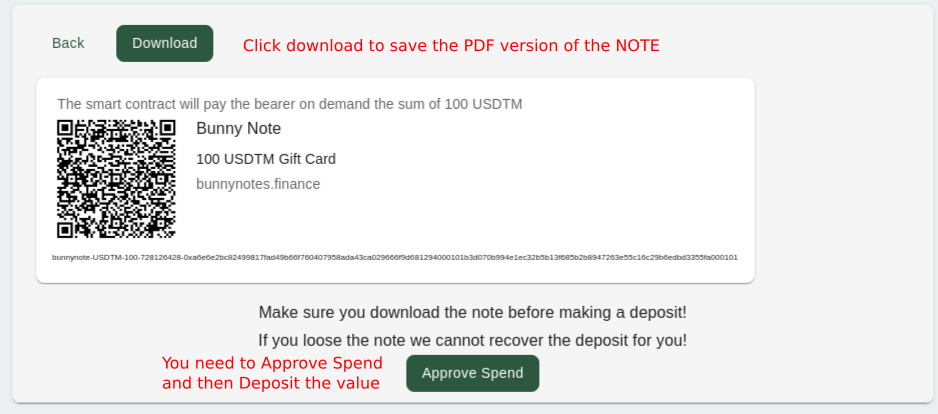 Back
Download
Click download to save the PDF version of the NOTE
The smart contract will pay the bearer on demand the sum of 100 USDTM
Bunny Note
100 USDTM Gift Card
bunnynotes.finance
bunnynote-USDTM-100-728126428-0xa6e6e2bc82499817fad49b66f760407958ada43ca029666f9d681294000101b3d070b994e1ec32b5b13f685b2b8947263e55c16c29b6edbd3355fa000101
Make sure you download the note before making a deposit!
If you loose the note we cannot recover the deposit for you!
You need to Approve Spend
and then Deposit the value
Approve Spend